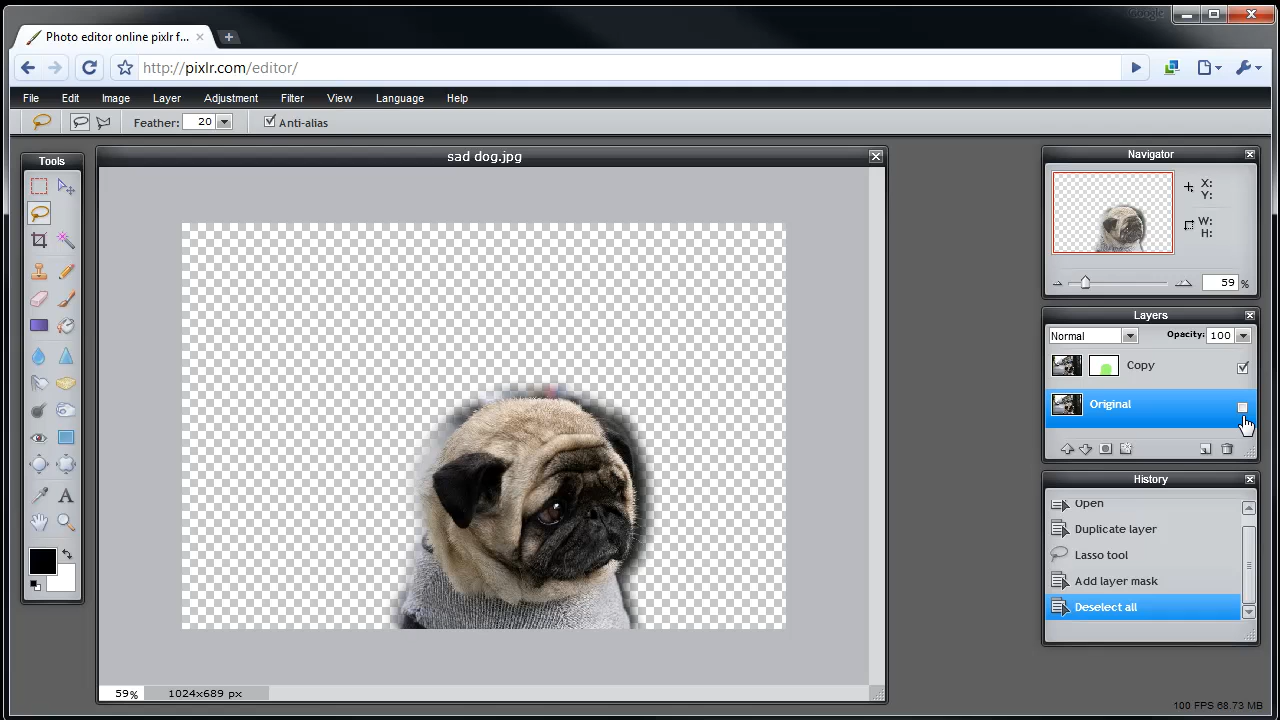 Google
Photo editor online pixlr f...
http://pixlr.com/editor/
File Edit Image Layer Adjustment Filter View Language Help
Feather: 20 Anti-alias
Tools
sad dog.jpg
59% 1024x689 px
Navigator
X:
Y:
W:
H:
59 %
Layers
Normal Opacity: 100
Copy
Original
History
Open
Duplicate layer
Lasso tool
Add layer mask
Deselect all
100 FPS 68.73 MB